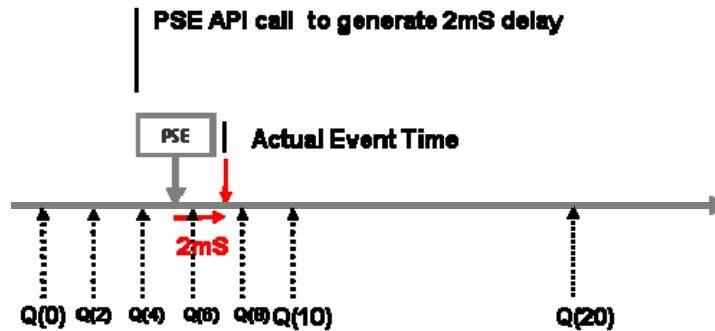 PSE API call to generate 2mS delay
PSE
Actual Event Time
2mS
Q(0) Q(2) Q(4) Q(6) Q(8) Q(10) Q(20)